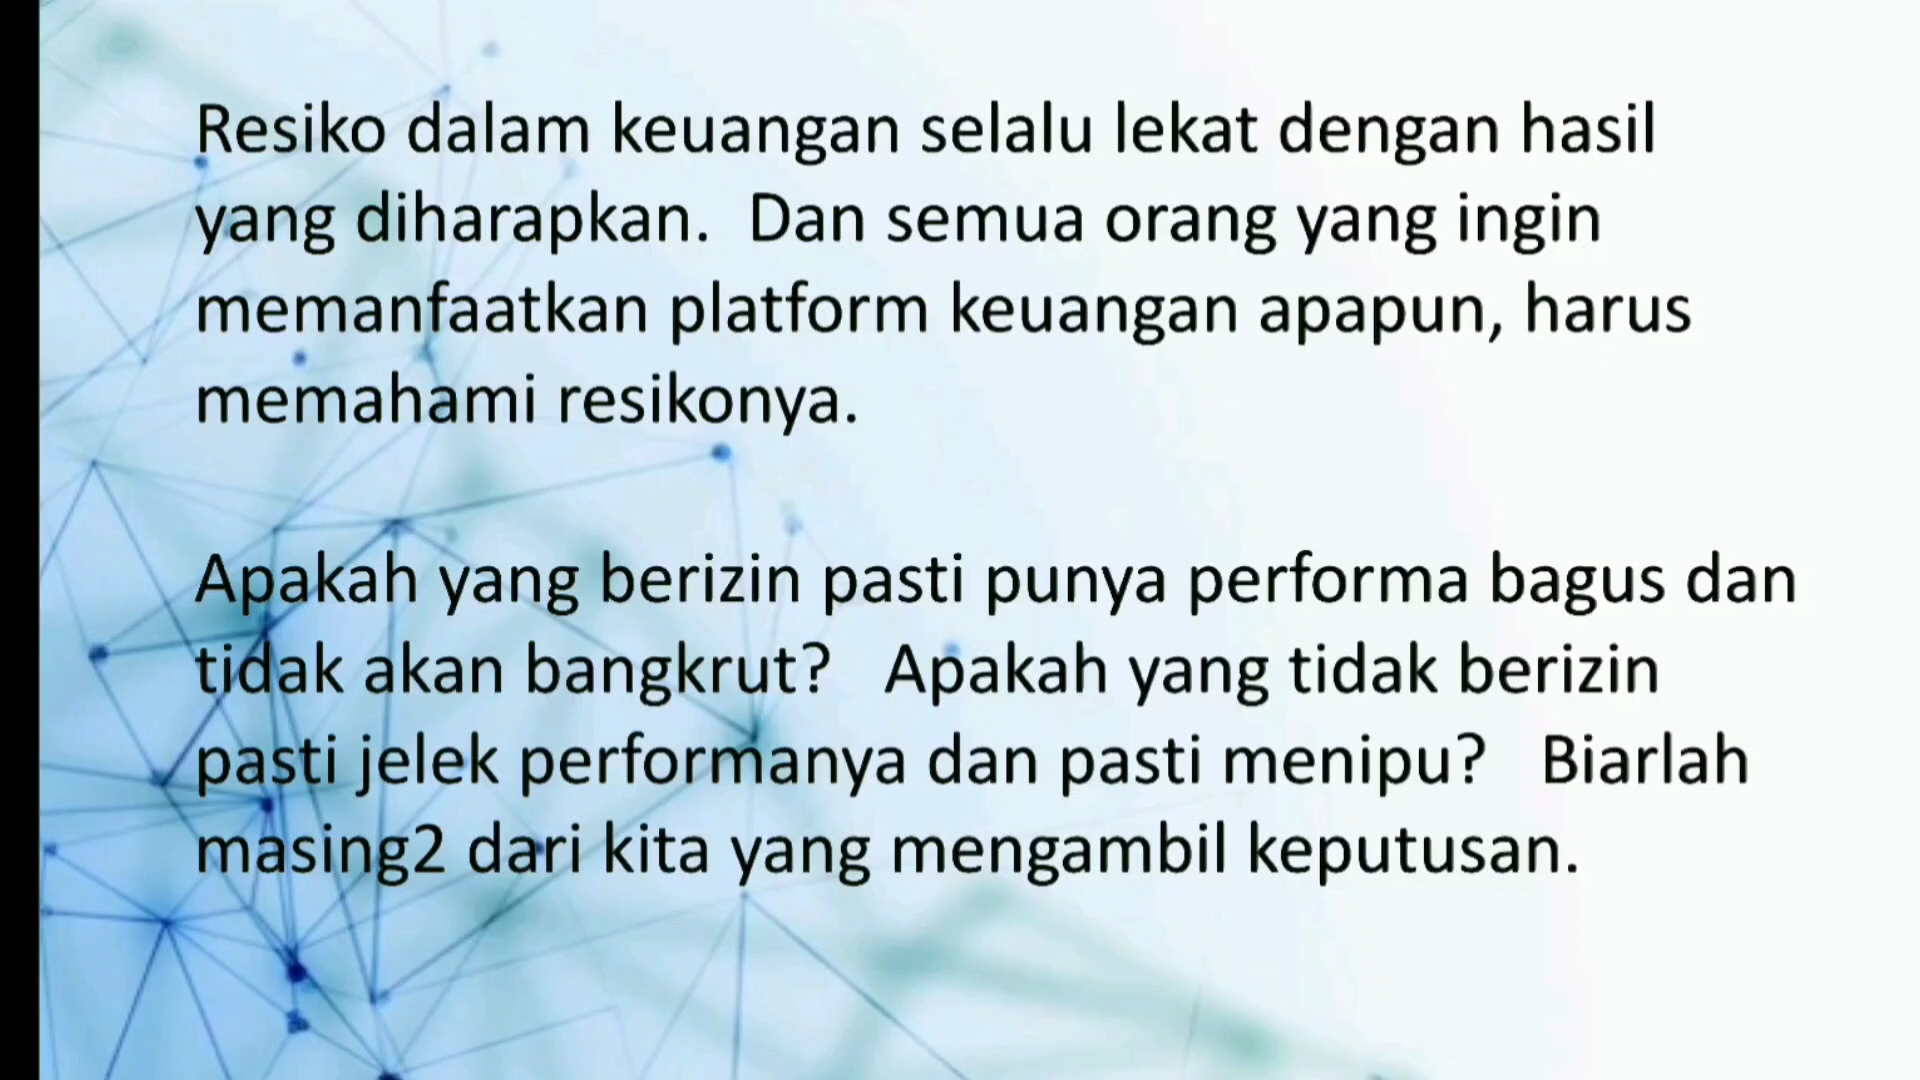 Resiko dalam keuangan selalu lekat dengan hasil
yang diharapkan.  Dan semua orang yang ingin
memanfaatkan platform keuangan apapun, harus
memahami resikonya.
Apakah yang berizin pasti punya performa bagus dan
tidak akan bangkrut?   Apakah yang tidak berizin
pasti jelek performanya dan pasti menipu?   Biarlah
masing2 dari kita yang mengambil keputusan.